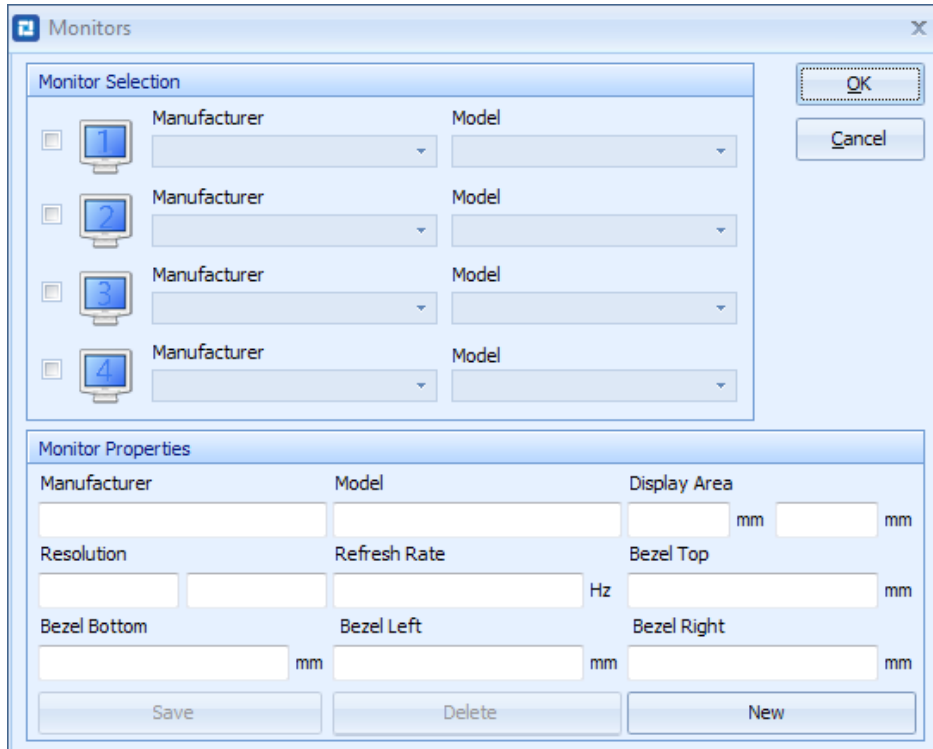 Monitors
Monitor Selection
OK
Manufacturer Model
1
Cancel
Manufacturer Model
2
Manufacturer Model
3
Manufacturer Model
4
Monitor Properties
Manufacturer Model Display Area
mm mm
Resolution Refresh Rate Bezel Top
Hz mm
Bezel Bottom Bezel Left Bezel Right
mm mm mm
Save Delete New